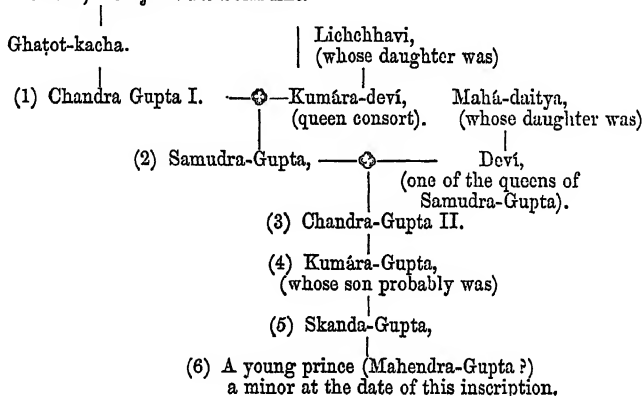 Ghaṭot-kacha.
Lichchhavi,
(whose daughter was)
(1) Chandra Gupta I. Kumára-deví, Mahá-daitya,
(queen consort). (whose daughter was)
(2) Samudra-Gupta, Deví,
(one of the queens of
Samudra-Gupta).
(3) Chandra-Gupta II.
(4) Kumára-Gupta,
(whose son probably was)
(5) Skanda-Gupta,
(6) A young prince (Mahendra-Gupta ?)
a minor at the date of this inscription.